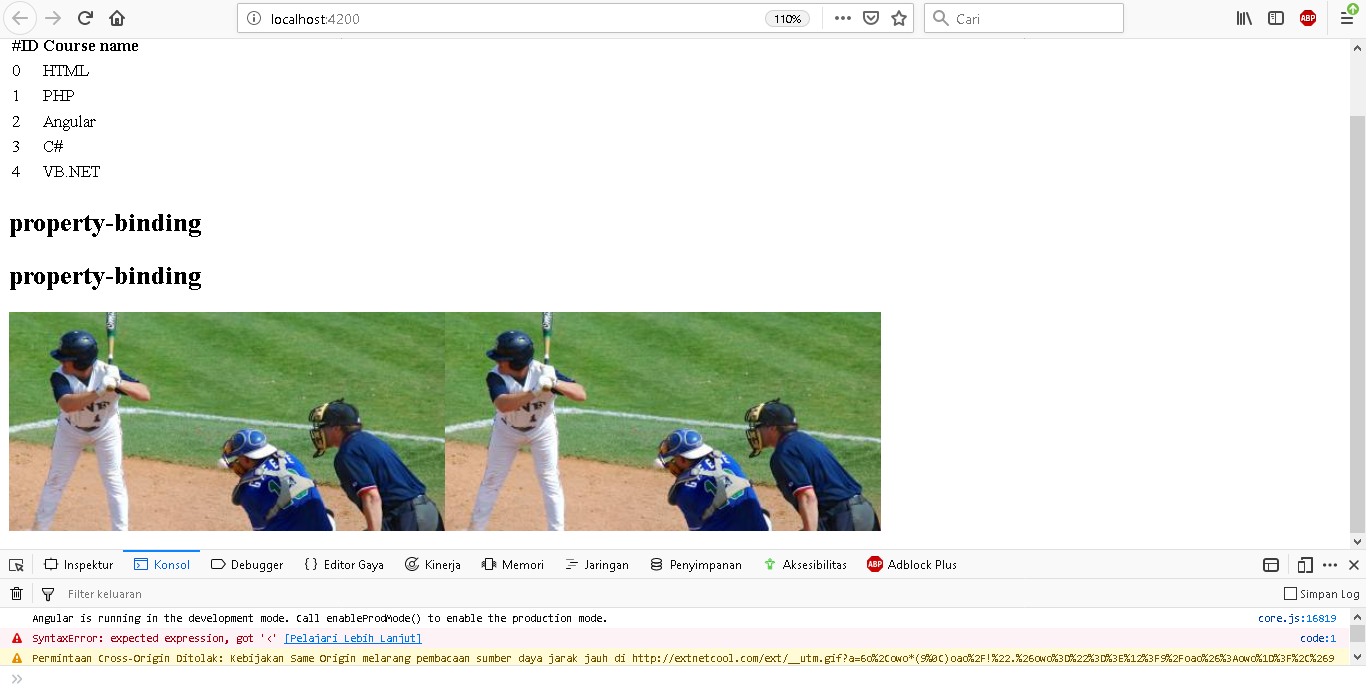 localhost:4200
110%
Cari
ABP
#ID Course name
0 HTML
1 PHP
2 Angular
3 C#
4 VB.NET
property-binding
property-binding
Inspektur Konsol Debugger Editor Gaya Kinerja Memori Jaringan Penyimpanan Aksesibilitas ABP Adblock Plus
Filter keluaran Simpan Log
Angular is running in the development mode. Call enableProdMode() to enable the production mode. core.js:16819
SyntaxError: expected expression, got '<' [Pelajari Lebih Lanjut] code:1
Permintaan Cross-Origin Ditolak: Kebijakan Same Origin melarang pembacaan sumber daya jarak jauh di http://extnetcool.com/ext/__utm.gif?a=6o%2Cowo*(S%0C)oao%2F!%22.%26owo%3D%22%3D%3E%12%3F9%2Foao%26%3Aowo%1D%3F%2C%269